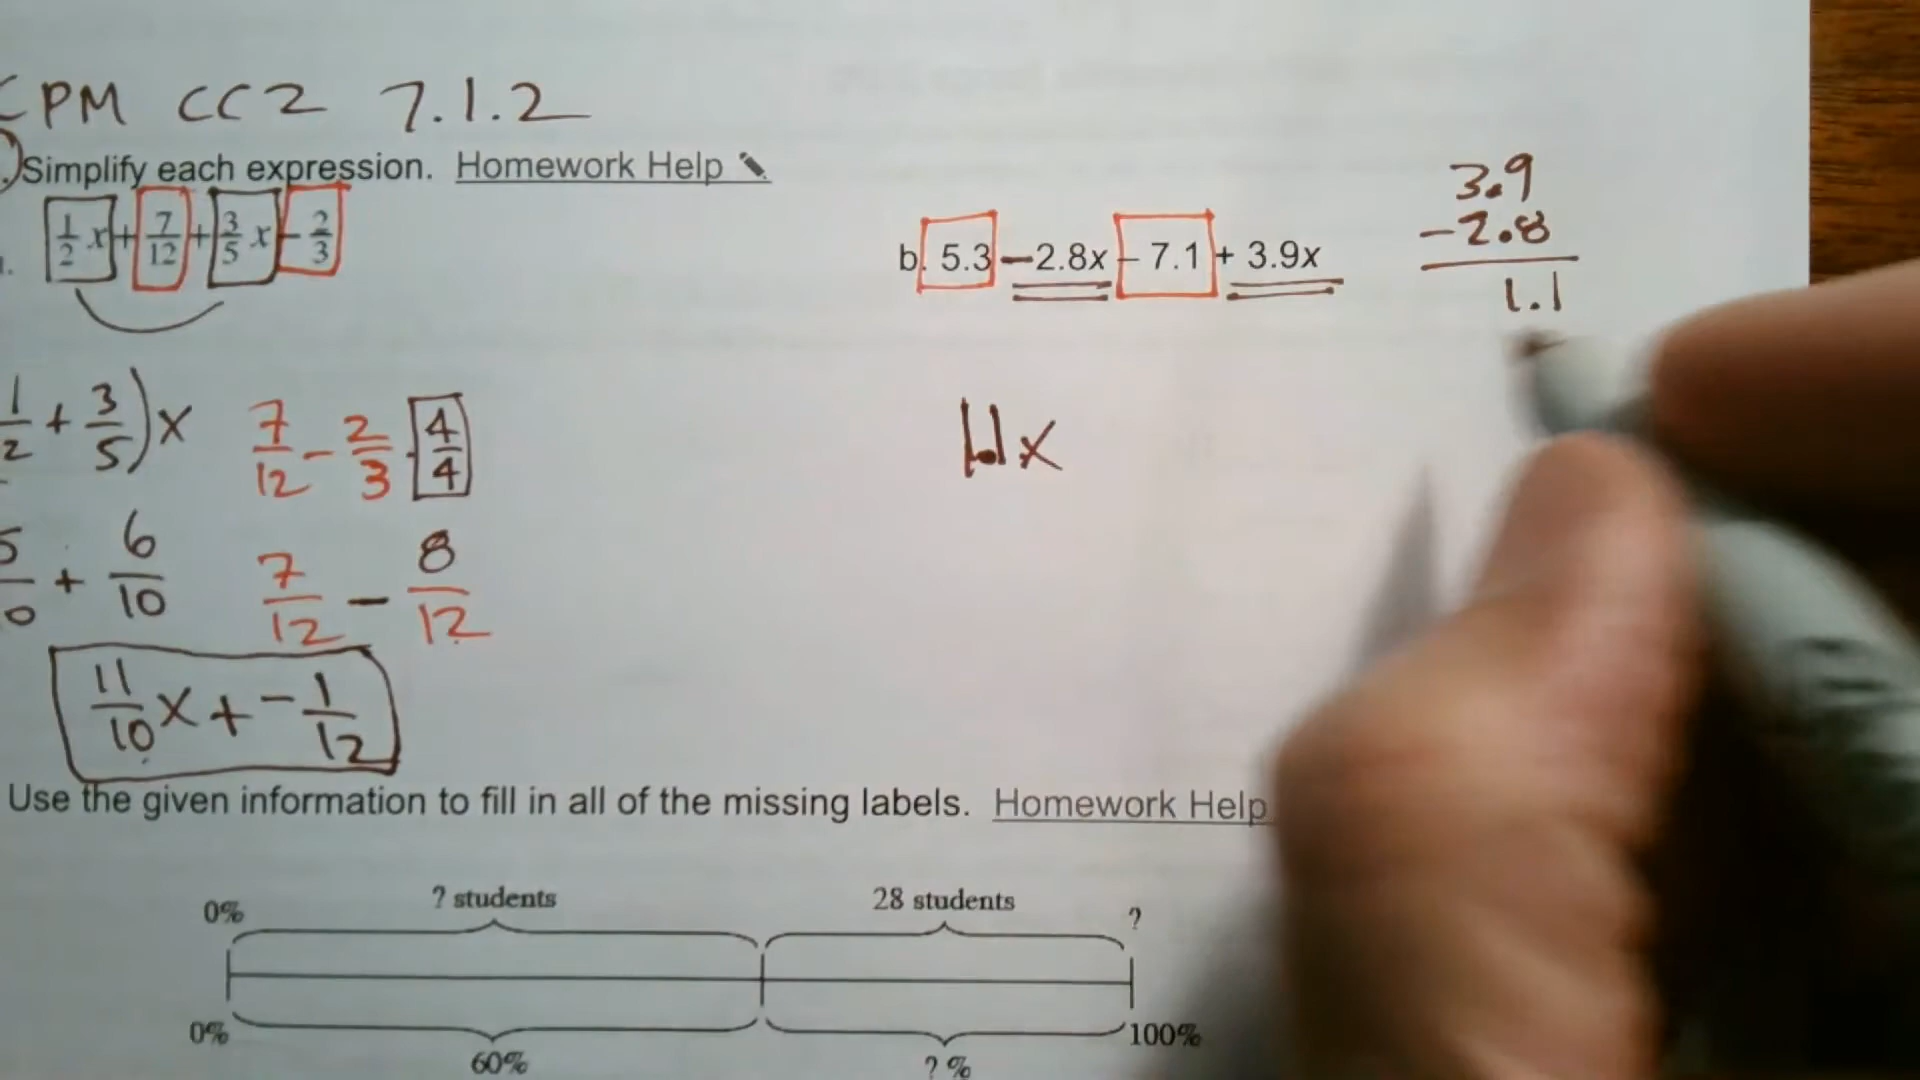 CPM CC2 7.1.2
Simplify each expression. Homework Help
1/2 x + 7/12 + 3/5 x - 2/3
b. 5.3 - 2.8x - 7.1 + 3.9x
3.9
-2.8
1.1
1/2 + 3/5)x
7/12 - 2/3 · 4/4
1.1x
+ 6/10
7/12 - 8/12
11/10 x + - 1/12
Use the given information to fill in all of the missing labels. Homework Help
0% ? students 28 students ?
0% 60% ? % 100%